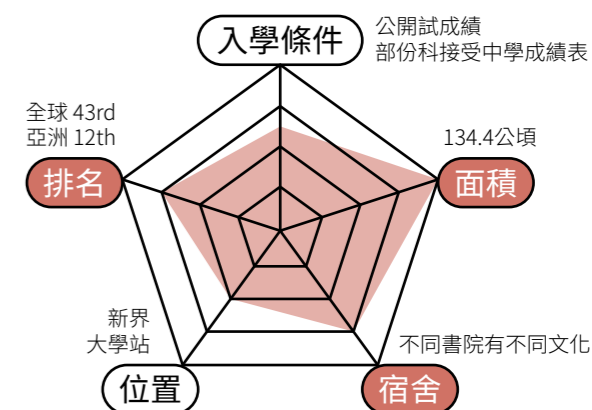 入學條件
公開試成績
部份科接受中學成績表
全球 43rd
亞洲 12th
排名
134.4公頃
面積
新界
大學站
位置
不同書院有不同文化
宿舍